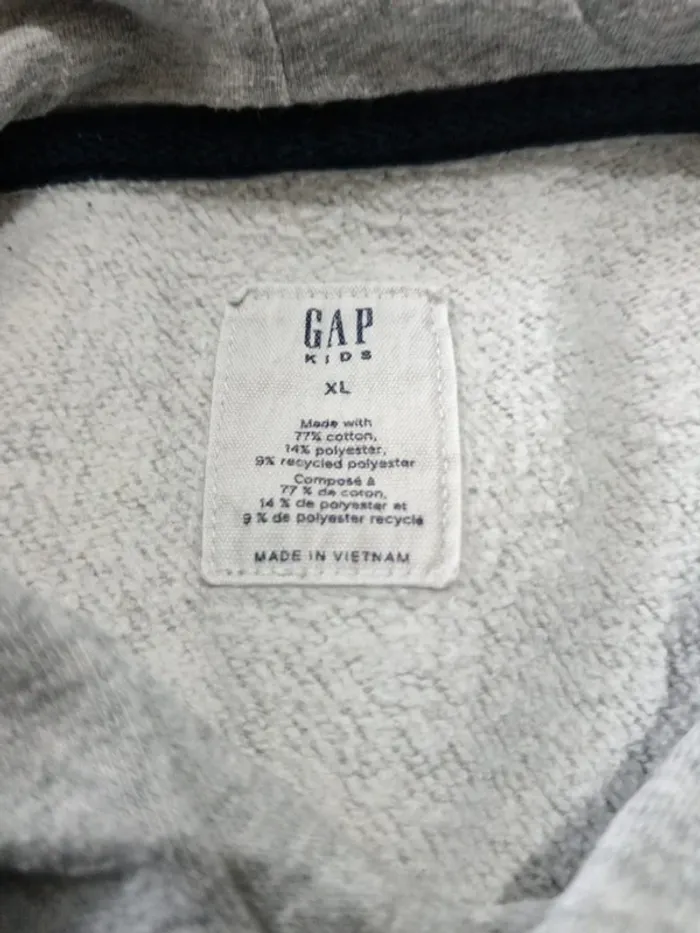 GAP
KIDS
XL
Made with
77% cotton,
14% polyester,
9% recycled polyester
Composé à
77 % de coton,
14 % de polyester et
9 % de polyester recyclé
MADE IN VIETNAM